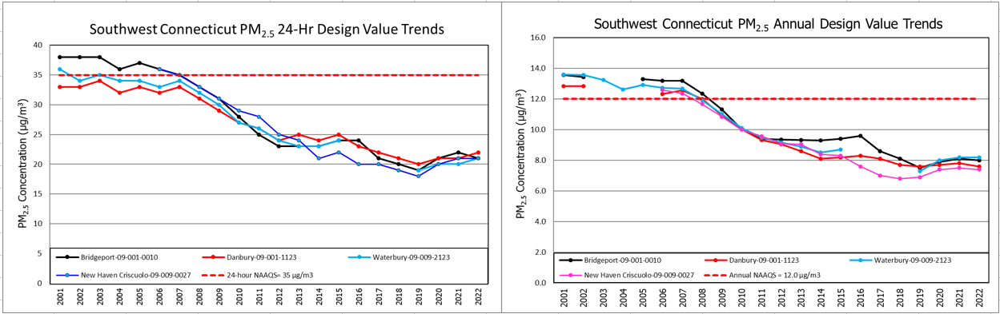 Southwest Connecticut PM2.5 24-Hr Design Value Trends
40
35
30
25
20
15
10
5
0
PM2.5 Concentration (µg/m³)
Bridgeport-09-001-0010
Danbury-09-001-1123
Waterbury-09-009-2123
New Haven Criscuolo-09-009-0027
24-hour NAAQS= 35 µg/m3
2001 2002 2003 2004 2005 2006 2007 2008 2009 2010 2011 2012 2013 2014 2015 2016 2017 2018 2019 2020 2021 2022
Southwest Connecticut PM2.5 Annual Design Value Trends
16.0
14.0
12.0
10.0
8.0
6.0
4.0
2.0
0.0
PM2.5 Concentration (µg/m³)
Bridgeport-09-001-0010
Danbury-09-001-1123
Waterbury-09-009-2123
New Haven Criscuolo-09-009-0027
Annual NAAQS = 12.0 µg/m3
2001 2002 2003 2004 2005 2006 2007 2008 2009 2010 2011 2012 2013 2014 2015 2016 2017 2018 2019 2020 2021 2022